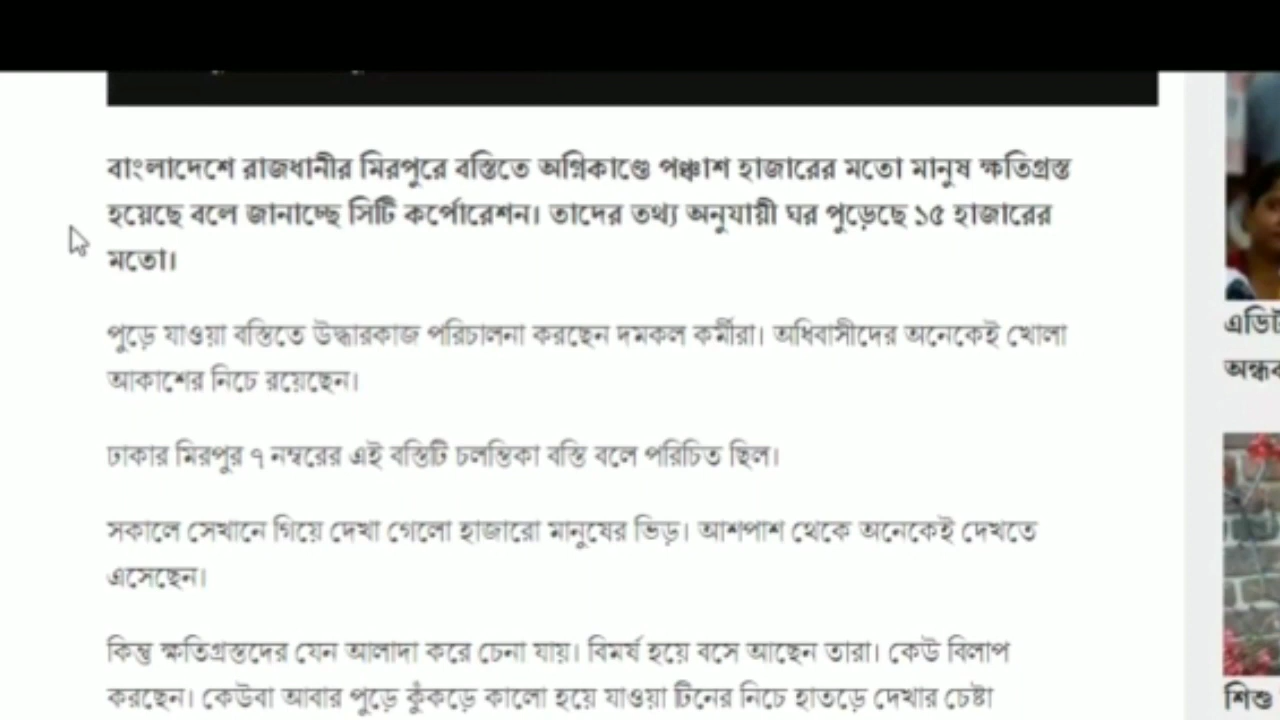 বাংলাদেশে রাজধানীর মিরপুরে বস্তিতে অগ্নিকাণ্ডে পঞ্চাশ হাজারের মতো মানুষ ক্ষতিগ্রস্ত
হয়েছে বলে জানাচ্ছে সিটি কর্পোরেশন। তাদের তথ্য অনুযায়ী ঘর পুড়েছে ১৫ হাজারের
মতো।
পুড়ে যাওয়া বস্তিতে উদ্ধারকাজ পরিচালনা করছেন দমকল কর্মীরা। অধিবাসীদের অনেকেই খোলা
আকাশের নিচে রয়েছেন।
ঢাকার মিরপুর ৭ নম্বরের এই বস্তিটি চলন্তিকা বস্তি বলে পরিচিত ছিল।
সকালে সেখানে গিয়ে দেখা গেলো হাজারো মানুষের ভিড়। আশপাশ থেকে অনেকেই দেখতে
এসেছেন।
কিন্তু ক্ষতিগ্রস্তদের যেন আলাদা করে চেনা যায়। বিমর্ষ হয়ে বসে আছেন তারা। কেউ বিলাপ
করছেন। কেউবা আবার পুড়ে কুঁকড়ে কালো হয়ে যাওয়া টিনের নিচে হাতড়ে দেখার চেষ্টা
শিশু